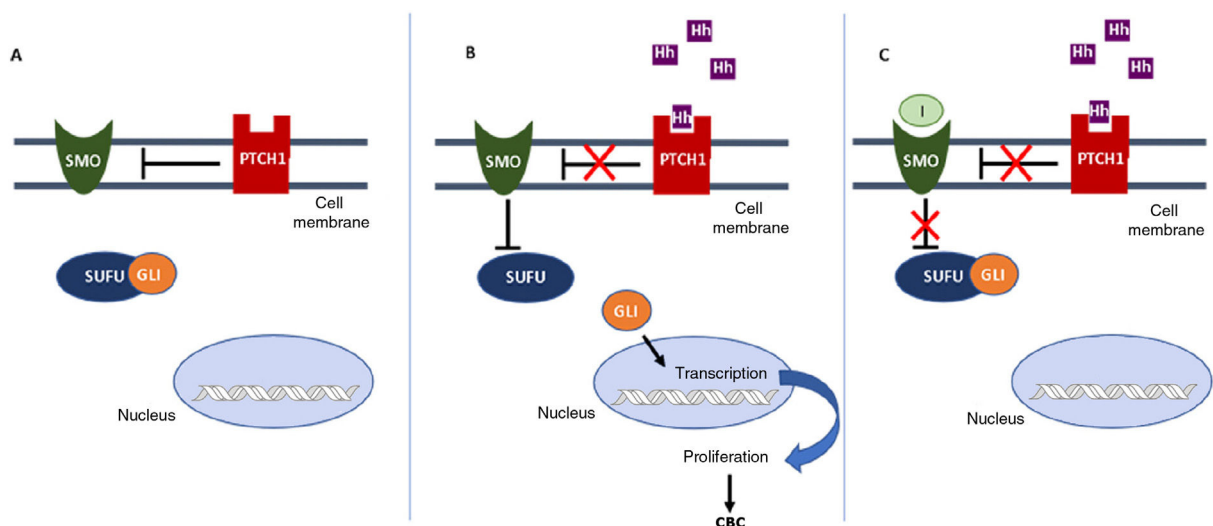 A
SMO
PTCH1
Cell
membrane
SUFU
GLI
Nucleus
B
Hh
Hh
Hh
Hh
SMO
PTCH1
Cell
membrane
SUFU
GLI
Transcription
Nucleus
Proliferation
CBC
C
Hh
Hh
Hh
I
Hh
SMO
PTCH1
Cell
membrane
SUFU
GLI
Nucleus